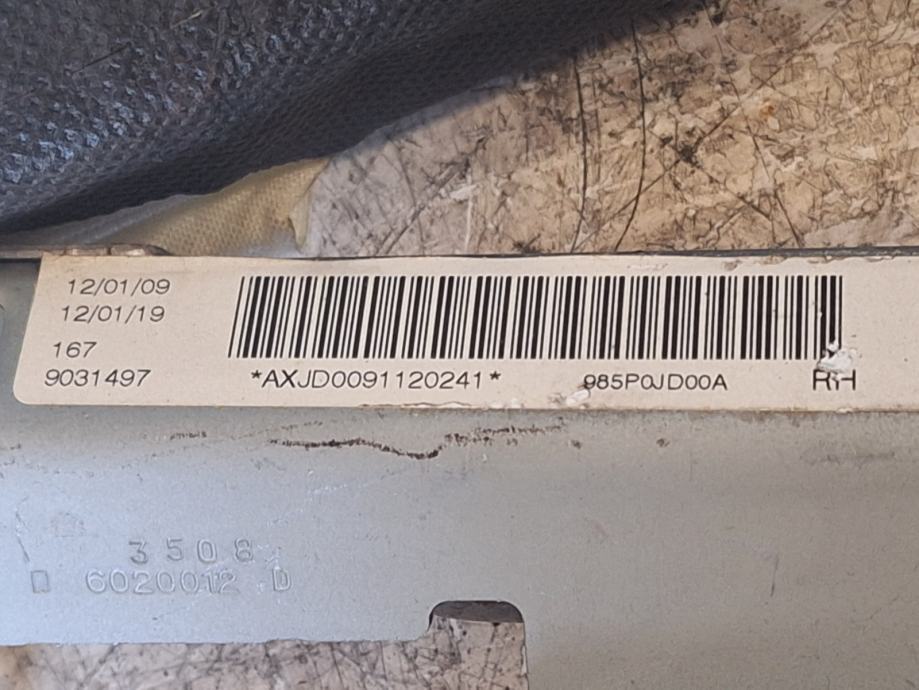 12/01/09
12/01/19
167
9031497
*AXJD0091120241*
985P0JD00A
RH
3508
D 6020012 D